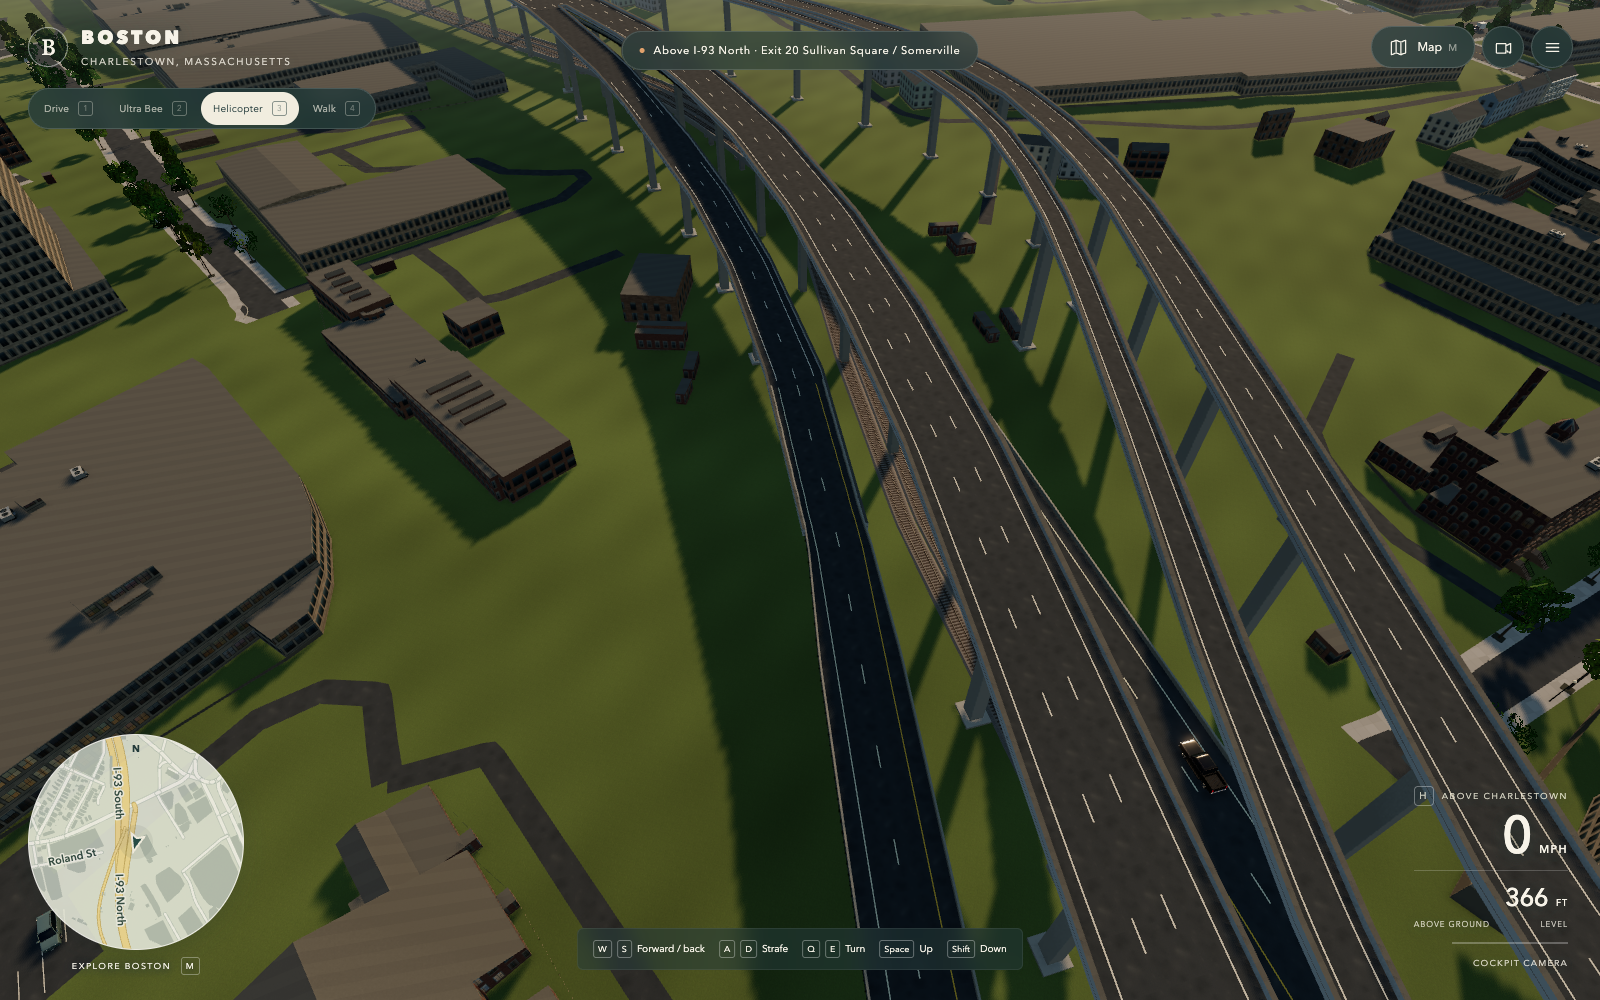 B
BOSTON
CHARLESTOWN, MASSACHUSETTS
Above I-93 North · Exit 20 Sullivan Square / Somerville
Map M
Drive 1 Ultra Bee 2 Helicopter 3 Walk 4
N
I-93 South
Roland St
I-93 North
EXPLORE BOSTON M
W S Forward / back A D Strafe Q E Turn Space Up Shift Down
H ABOVE CHARLESTOWN
0 MPH
366 FT
ABOVE GROUND LEVEL
COCKPIT CAMERA